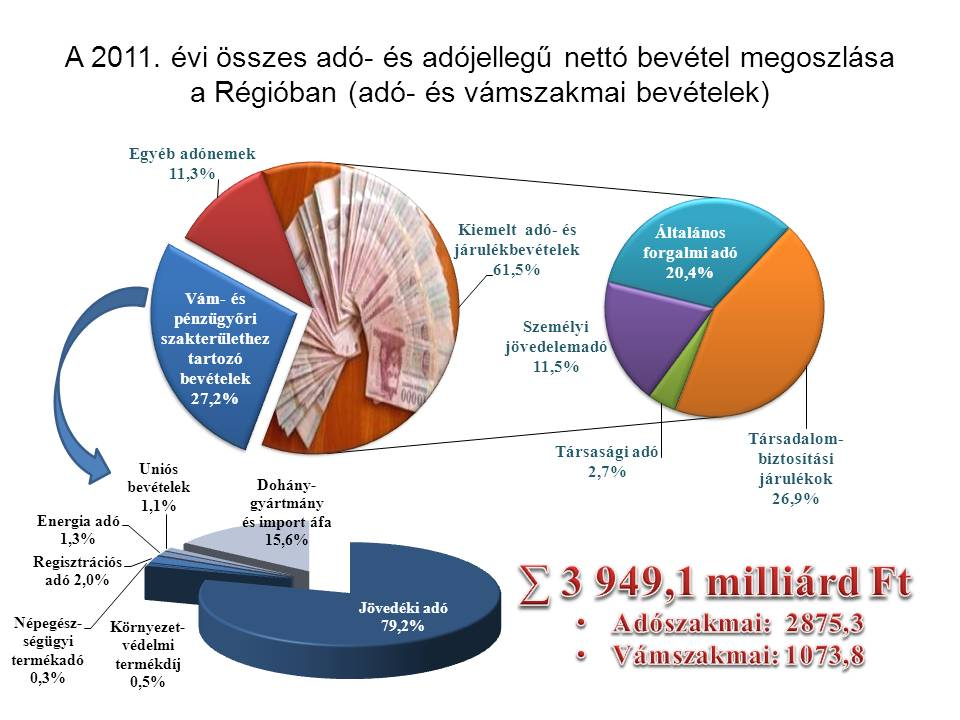 A 2011. évi összes adó- és adójellegű nettó bevétel megoszlása
a Régióban (adó- és vámszakmai bevételek)
Egyéb adónemek
11,3%
Kiemelt adó- és
járulékbevételek
61,5%
Vám- és
pénzügyőri
szakterülethez
tartozó
bevételek
27,2%
Általános
forgalmi adó
20,4%
Személyi
jövedelemadó
11,5%
Társasági adó
2,7%
Társadalom-
biztosítási
járulékok
26,9%
Uniós
bevételek
1,1%
Dohány-
gyártmány
és import áfa
15,6%
Energia adó
1,3%
Regisztrációs
adó 2,0%
Népegész-
ségügyi
termékadó
0,3%
Környezet-
védelmi
termékdíj
0,5%
Jövedéki adó
79,2%
∑ 3 949,1 milliárd Ft
• Adószakmai: 2875,3
• Vámszakmai: 1073,8